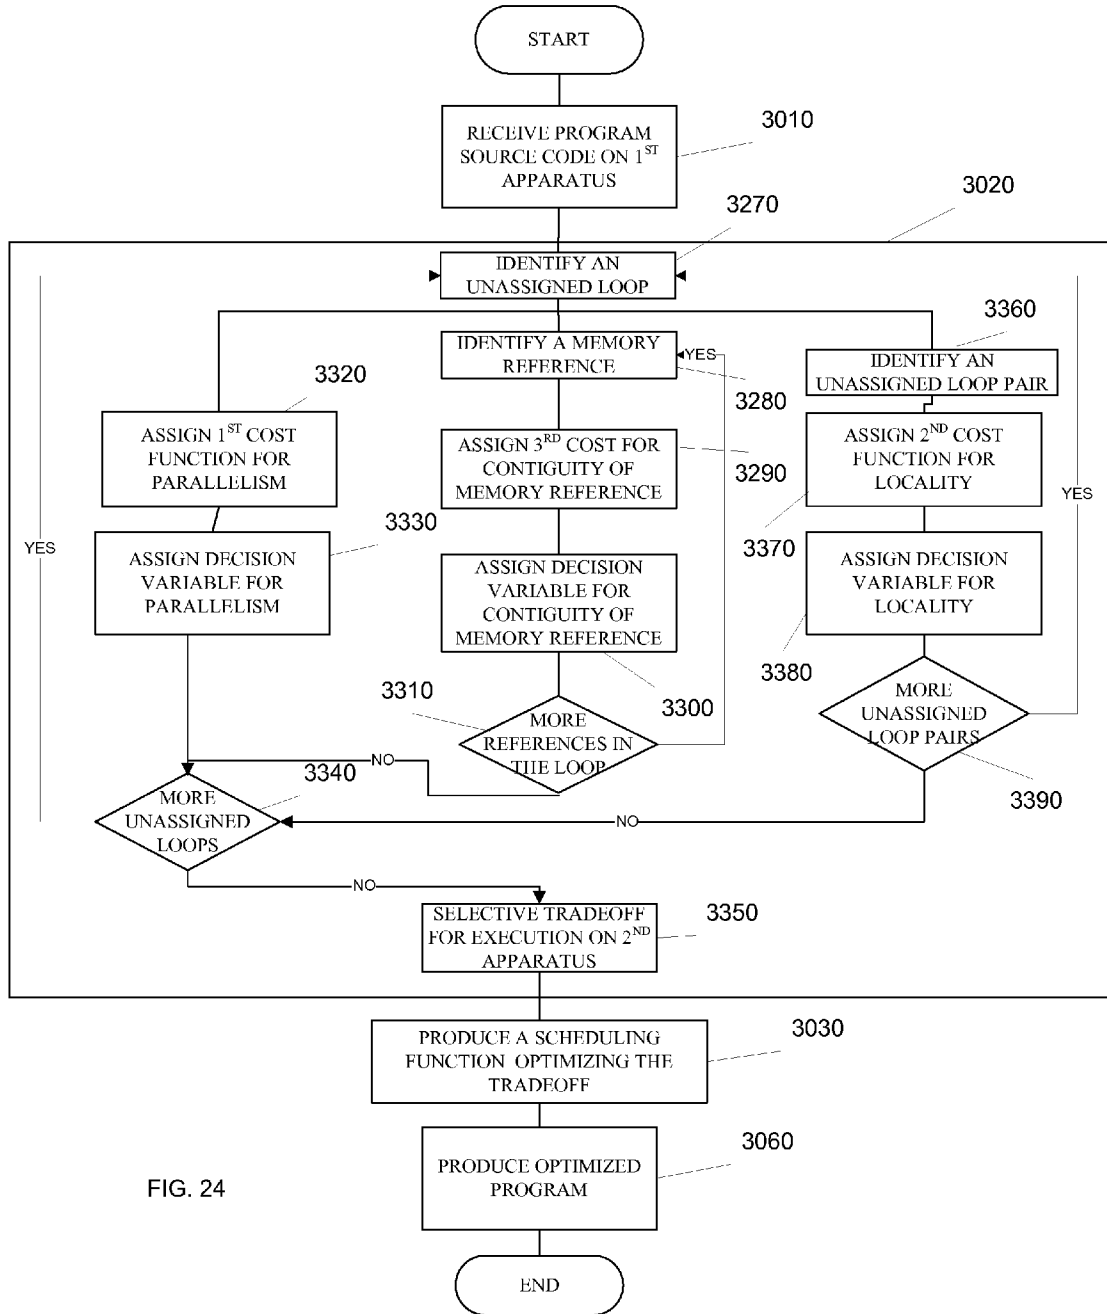 START
RECEIVE PROGRAM
SOURCE CODE ON 1ST
APPARATUS
3010
3020
3270
IDENTIFY AN
UNASSIGNED LOOP
3360
IDENTIFY A MEMORY
REFERENCE
YES
3280
IDENTIFY AN
UNASSIGNED LOOP PAIR
3320
ASSIGN 1ST COST
FUNCTION FOR
PARALLELISM
ASSIGN 3RD COST FOR
CONTIGUITY OF
MEMORY REFERENCE
3290
ASSIGN 2ND COST
FUNCTION FOR
LOCALITY
3370
YES
YES
3330
ASSIGN DECISION
VARIABLE FOR
PARALLELISM
ASSIGN DECISION
VARIABLE FOR
CONTIGUITY OF
MEMORY REFERENCE
3300
ASSIGN DECISION
VARIABLE FOR
LOCALITY
3380
3310
MORE
REFERENCES IN
THE LOOP
NO
MORE
UNASSIGNED
LOOP PAIRS
3390
3340
MORE
UNASSIGNED
LOOPS
NO
NO
SELECTIVE TRADEOFF
FOR EXECUTION ON 2ND
APPARATUS
3350
PRODUCE A SCHEDULING
FUNCTION OPTIMIZING THE
TRADEOFF
3030
PRODUCE OPTIMIZED
PROGRAM
3060
FIG. 24
END